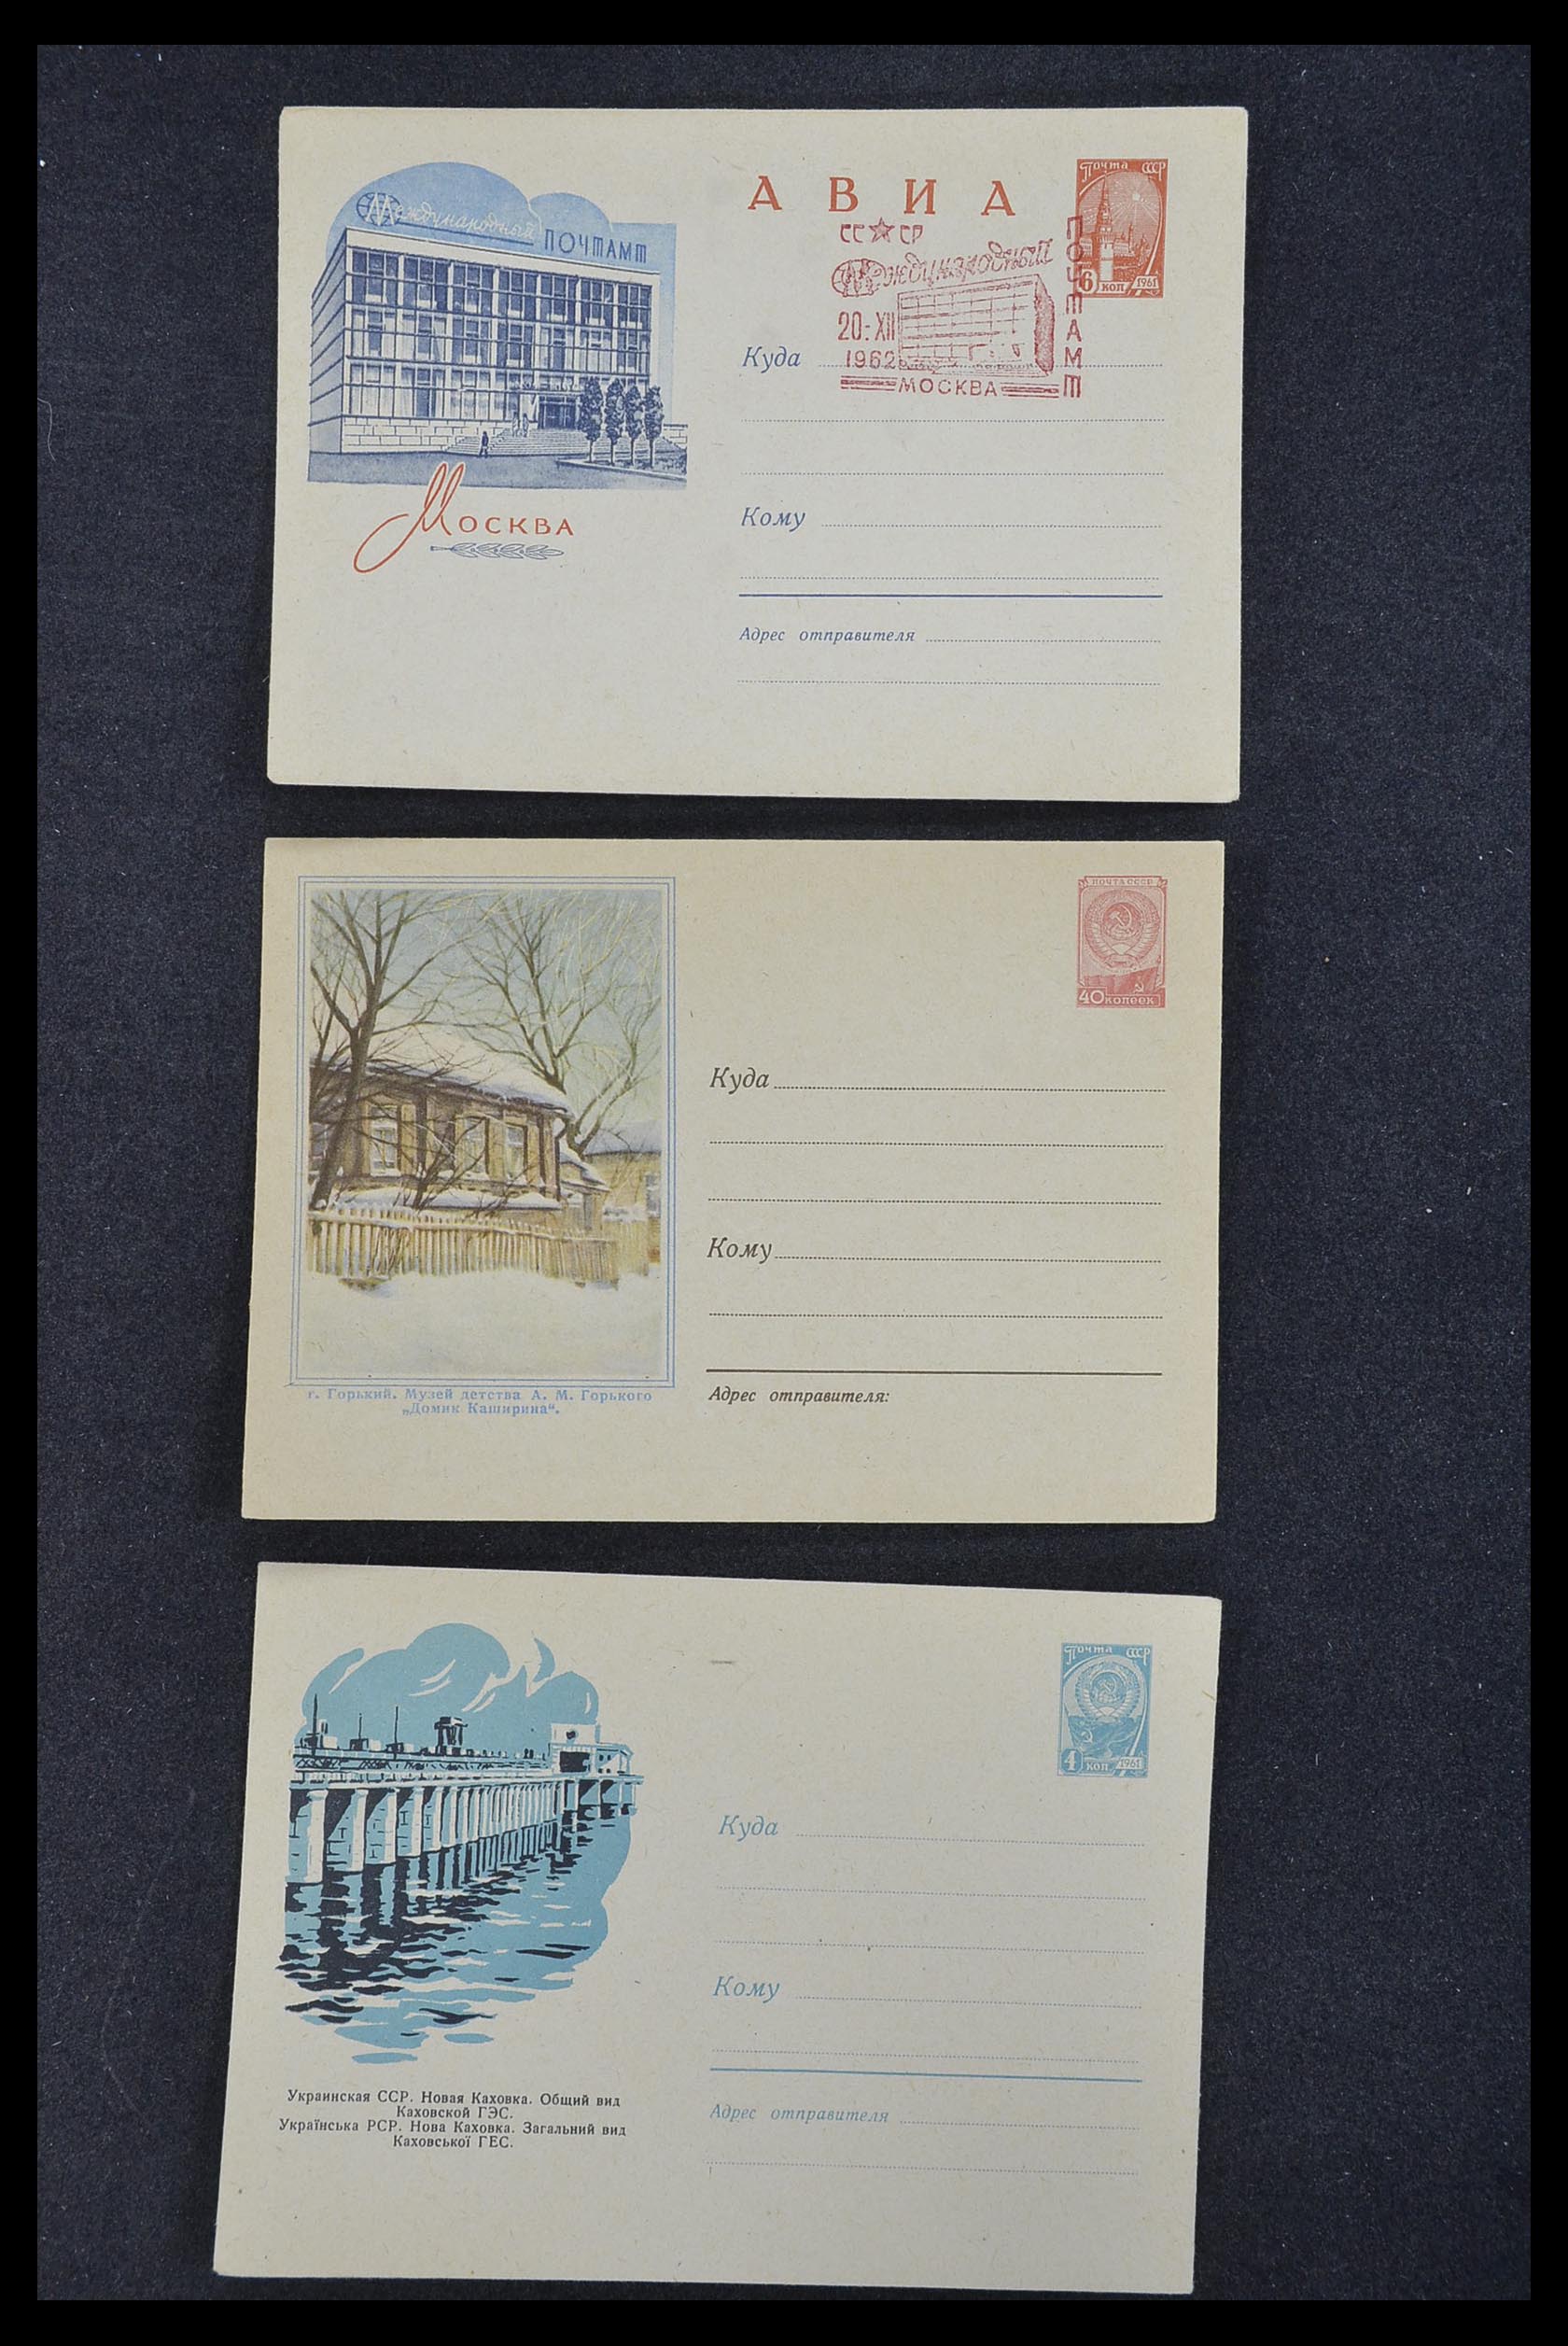 Международный ПОЧТАМТ
МОСКВА
АВИА
Почта СССР
6 коп 1961
СССР
Международный
ПОЧТАМТ
20-XII
1962
МОСКВА
Куда
Кому
Адрес отправителя
г. Горький. Музей детства А. М. Горького
„Домик Каширина“.
ПОЧТА СССР
40 копеек
Куда
Кому
Адрес отправителя:
Украинская ССР. Новая Каховка. Общий вид
Каховской ГЭС.
Українська РСР. Нова Каховка. Загальний вид
Каховської ГЕС.
Почта СССР
4 коп 1961
Куда
Кому
Адрес отправителя